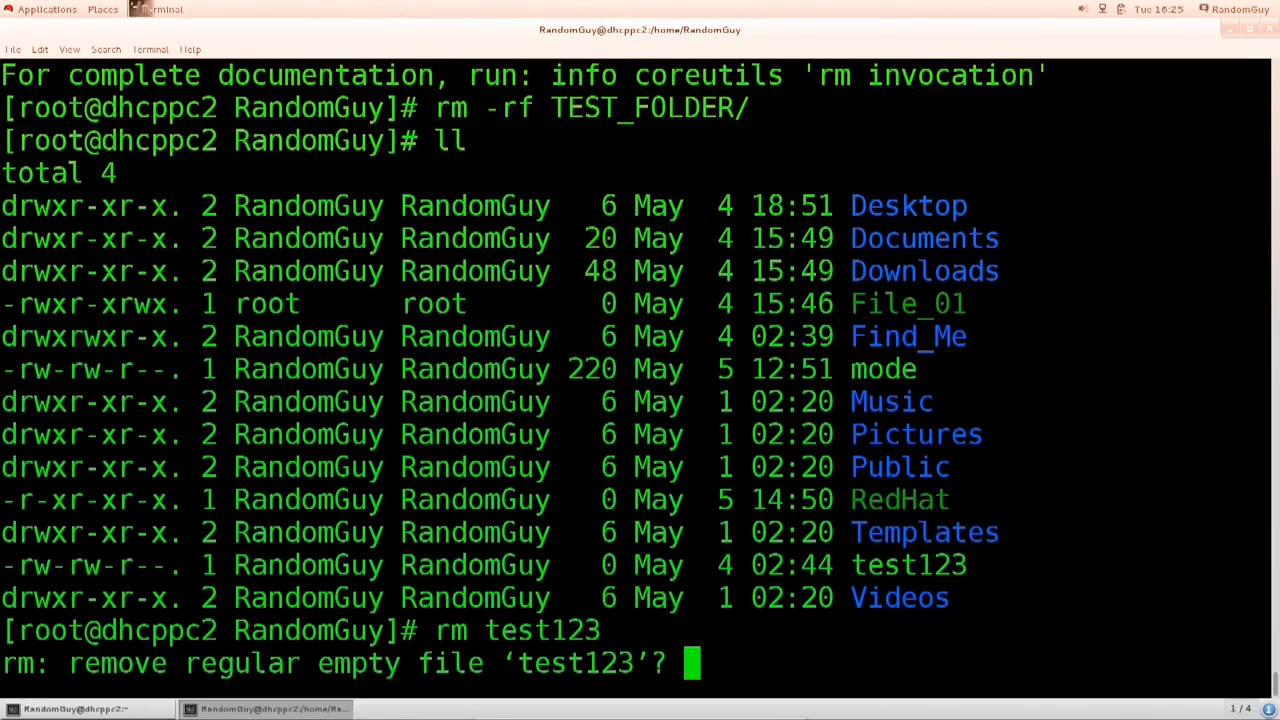 Applications Places Terminal Tue 16:25 RandomGuy
RandomGuy@dhcppc2:/home/RandomGuy
File Edit View Search Terminal Help
For complete documentation, run: info coreutils 'rm invocation'
[root@dhcppc2 RandomGuy]# rm -rf TEST_FOLDER/
[root@dhcppc2 RandomGuy]# ll
total 4
drwxr-xr-x. 2 RandomGuy RandomGuy 6 May 4 18:51 Desktop
drwxr-xr-x. 2 RandomGuy RandomGuy 20 May 4 15:49 Documents
drwxr-xr-x. 2 RandomGuy RandomGuy 48 May 4 15:49 Downloads
-rwxr-xrwx. 1 root root 0 May 4 15:46 File_01
drwxrwxr-x. 2 RandomGuy RandomGuy 6 May 4 02:39 Find_Me
-rw-rw-r--. 1 RandomGuy RandomGuy 220 May 5 12:51 mode
drwxr-xr-x. 2 RandomGuy RandomGuy 6 May 1 02:20 Music
drwxr-xr-x. 2 RandomGuy RandomGuy 6 May 1 02:20 Pictures
drwxr-xr-x. 2 RandomGuy RandomGuy 6 May 1 02:20 Public
-r-xr-xr-x. 1 RandomGuy RandomGuy 0 May 5 14:50 RedHat
drwxr-xr-x. 2 RandomGuy RandomGuy 6 May 1 02:20 Templates
-rw-rw-r--. 1 RandomGuy RandomGuy 0 May 4 02:44 test123
drwxr-xr-x. 2 RandomGuy RandomGuy 6 May 1 02:20 Videos
[root@dhcppc2 RandomGuy]# rm test123
rm: remove regular empty file ‘test123’?
RandomGuy@dhcppc2:~ RandomGuy@dhcppc2:/home/Ra... 1 / 4